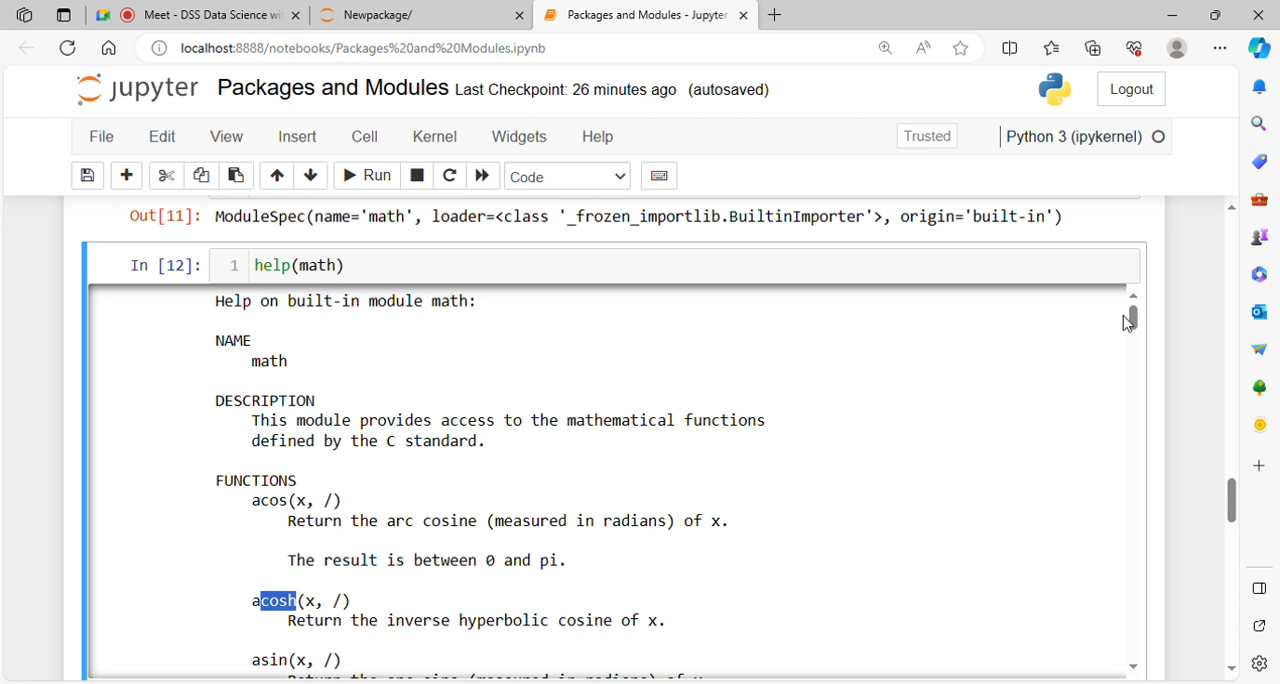 Meet - DSS Data Science wi
Newpackage/
Packages and Modules - Jupyter
localhost:8888/notebooks/Packages%20and%20Modules.ipynb
jupyter Packages and Modules Last Checkpoint: 26 minutes ago (autosaved)
Logout
File Edit View Insert Cell Kernel Widgets Help
Trusted
Python 3 (ipykernel)
Run
Code
Out[11]: ModuleSpec(name='math', loader=<class '_frozen_importlib.BuiltinImporter'>, origin='built-in')
In [12]: 1 help(math)
Help on built-in module math:
NAME
math
DESCRIPTION
This module provides access to the mathematical functions
defined by the C standard.
FUNCTIONS
acos(x, /)
Return the arc cosine (measured in radians) of x.
The result is between 0 and pi.
acosh(x, /)
Return the inverse hyperbolic cosine of x.
asin(x, /)